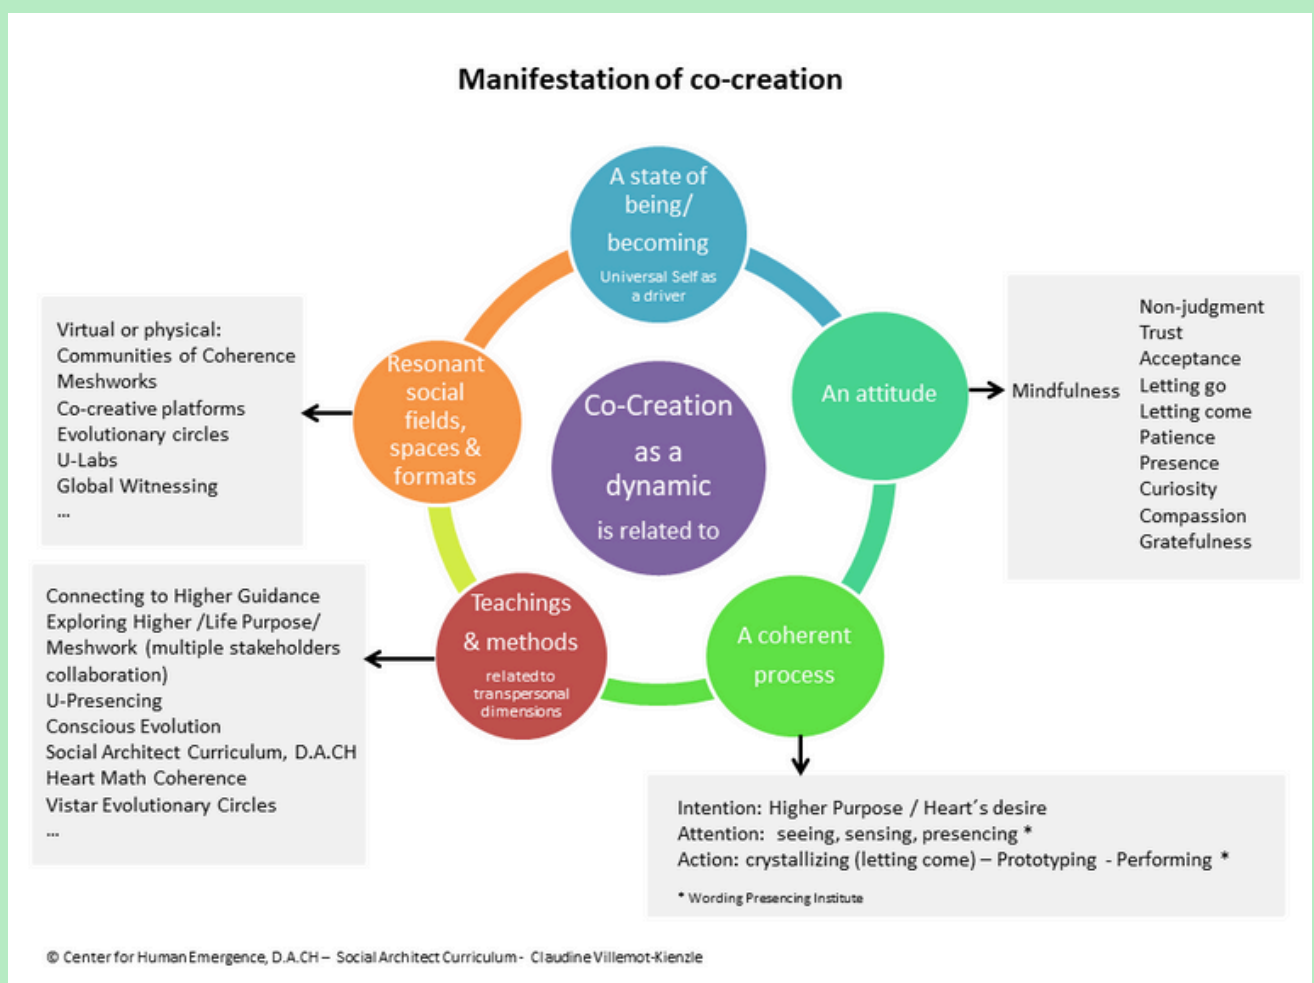 Manifestation of co-creation
A state of
being/
becoming
Universal Self as
a driver
An attitude
Mindfulness
Non-judgment
Trust
Acceptance
Letting go
Letting come
Patience
Presence
Curiosity
Compassion
Gratefulness
A coherent
process
Intention: Higher Purpose / Heart´s desire
Attention: seeing, sensing, presencing *
Action: crystallizing (letting come) – Prototyping - Performing *
* Wording Presencing Institute
Teachings
& methods
related to
transpersonal
dimensions
Connecting to Higher Guidance
Exploring Higher /Life Purpose/
Meshwork (multiple stakeholders
collaboration)
U-Presencing
Conscious Evolution
Social Architect Curriculum, D.A.CH
Heart Math Coherence
Vistar Evolutionary Circles
...
Resonant
social
fields,
spaces &
formats
Virtual or physical:
Communities of Coherence
Meshworks
Co-creative platforms
Evolutionary circles
U-Labs
Global Witnessing
...
Co-Creation
as a
dynamic
is related to
© Center for Human Emergence, D.A.CH – Social Architect Curriculum - Claudine Villemot-Kienzle